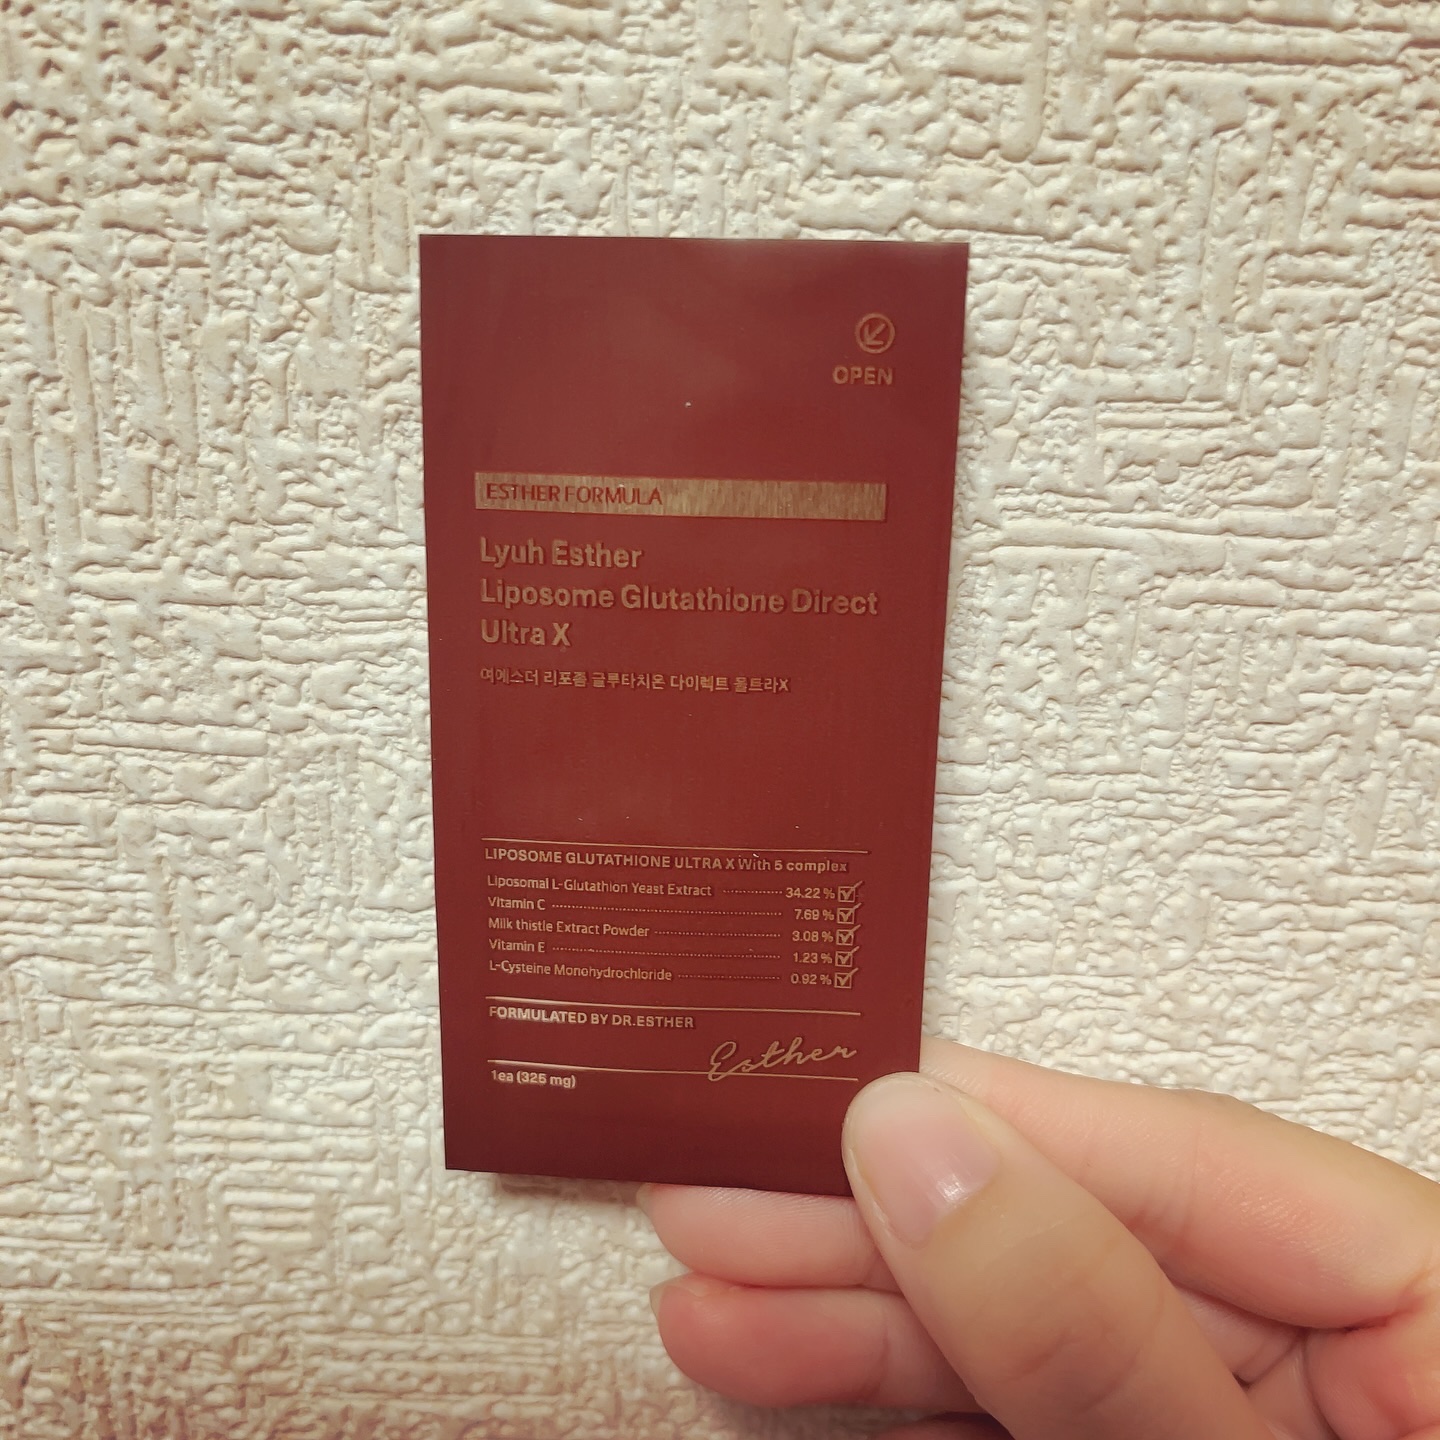 OPEN
ESTHER FORMULA
Lyuh Esther
Liposome Glutathione Direct
Ultra X
여에스더 리포좀 글루타치온 다이렉트 울트라X
LIPOSOME GLUTATHIONE ULTRA X With 5 complex
Liposomal L-Glutathion Yeast Extract 34.22 %
Vitamin C 7.69 %
Milk thistle Extract Powder 3.08 %
Vitamin E 1.23 %
L-Cysteine Monohydrochloride 0.92 %
FORMULATED BY DR.ESTHER
Esther
1ea (325 mg)